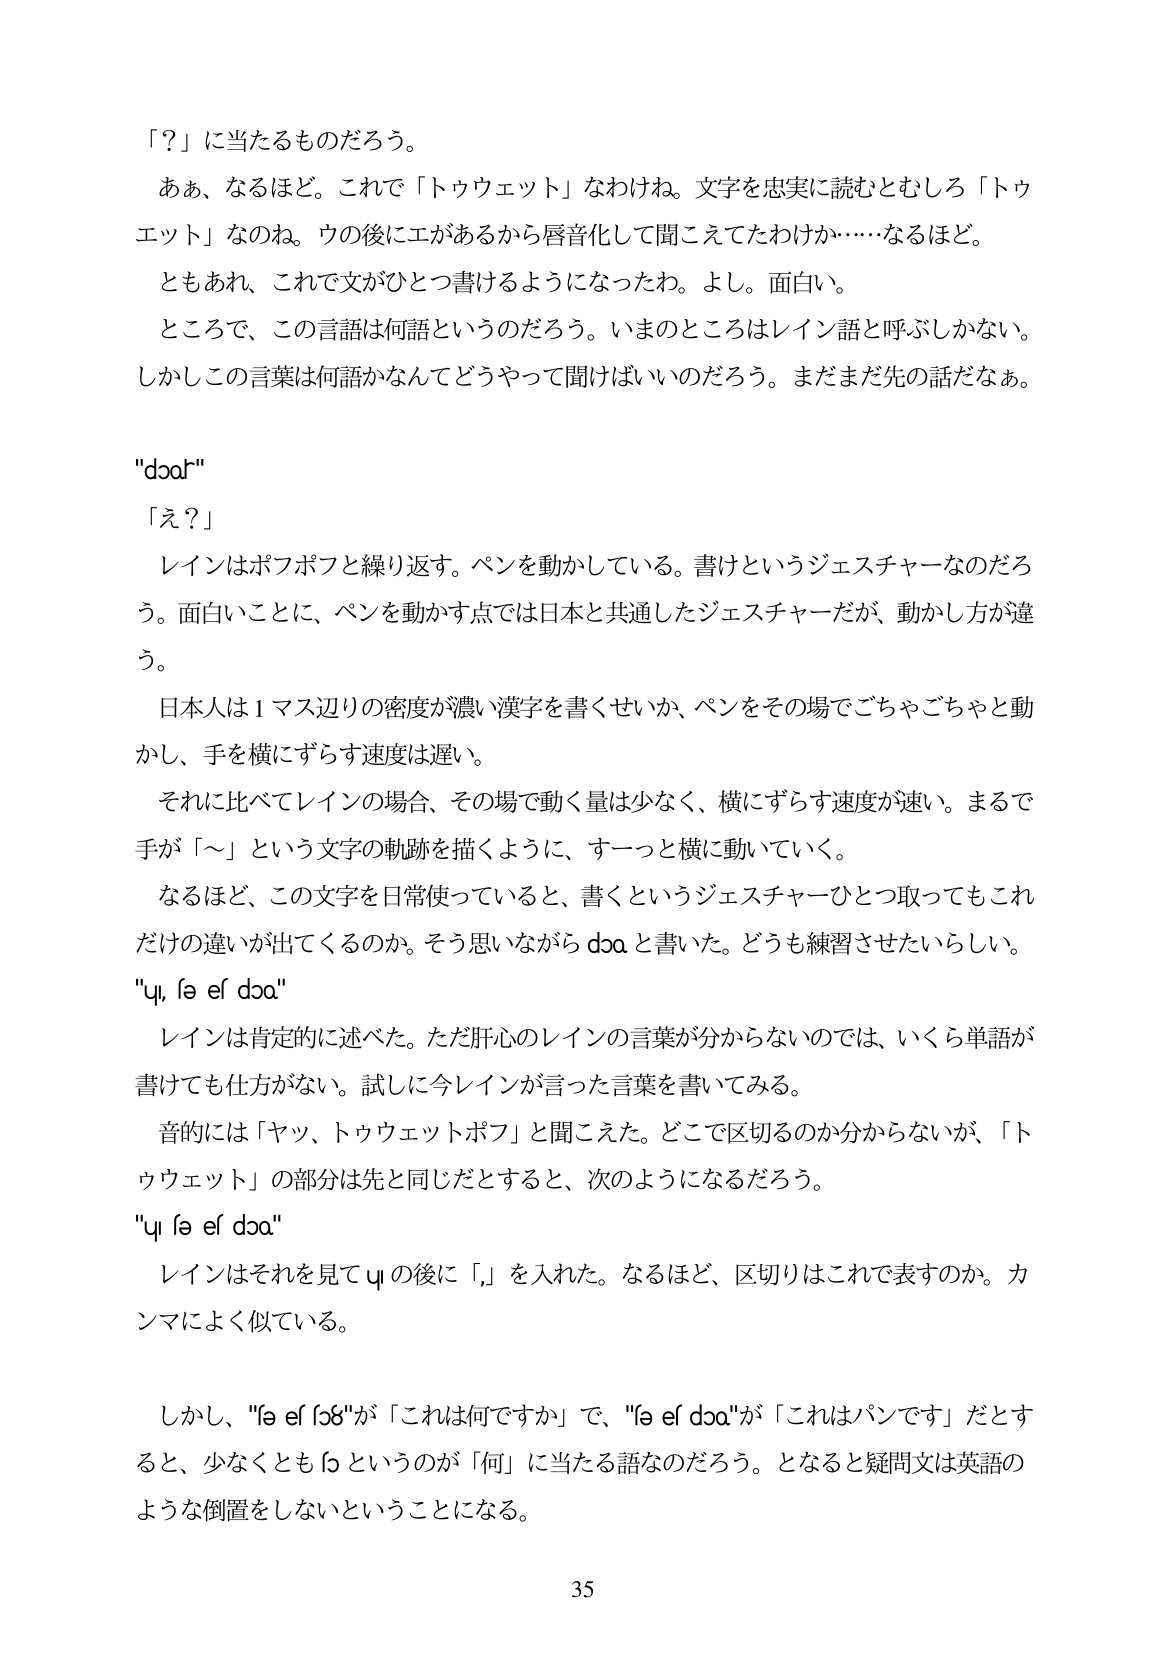 「?」に当たるものだろう。
あぁ、なるほど。これで「トゥウェット」なわけね。文字を忠実に読むとむしろ「トゥ
エット」なのね。ウの後にエがあるから唇音化して聞こえてたわけか……なるほど。
ともあれ、これで文がひとつ書けるようになったわ。よし。面白い。
ところで、この言語は何語というのだろう。いまのところはレイン語と呼ぶしかない。
しかしこの言葉は何語かなんてどうやって聞けばいいのだろう。まだまだ先の話だなぁ。
「え?」
レインはポフポフと繰り返す。ペンを動かしている。書けというジェスチャーなのだろ
う。面白いことに、ペンを動かす点では日本と共通したジェスチャーだが、動かし方が違
う。
日本人は1マス辺りの密度が濃い漢字を書くせいか、ペンをその場でごちゃごちゃと動
かし、手を横にずらす速度は遅い。
それに比べてレインの場合、その場で動く量は少なく、横にずらす速度が速い。まるで
手が「〜」という文字の軌跡を描くように、すーっと横に動いていく。
なるほど、この文字を日常使っていると、書くというジェスチャーひとつ取ってもこれ
だけの違いが出てくるのか。そう思いながら dɔɑ と書いた。どうも練習させたいらしい。
"ɥı, ſə eſ dɔɑ"
レインは肯定的に述べた。ただ肝心のレインの言葉が分からないのでは、いくら単語が
書けても仕方がない。試しに今レインが言った言葉を書いてみる。
音的には「ヤッ、トゥウェットポフ」と聞こえた。どこで区切るのか分からないが、「ト
ゥウェット」の部分は先と同じだとすると、次のようになるだろう。
"ɥı ſə eſ dɔɑ"
レインはそれを見て ɥı の後に「,」を入れた。なるほど、区切りはこれで表すのか。カ
ンマによく似ている。
しかし、"ſə eſ が「これは何ですか」で、"ſə eſ dɔɑ"が「これはパンです」だとす
ると、少なくとも というのが「何」に当たる語なのだろう。となると疑問文は英語の
ような倒置をしないということになる。
35